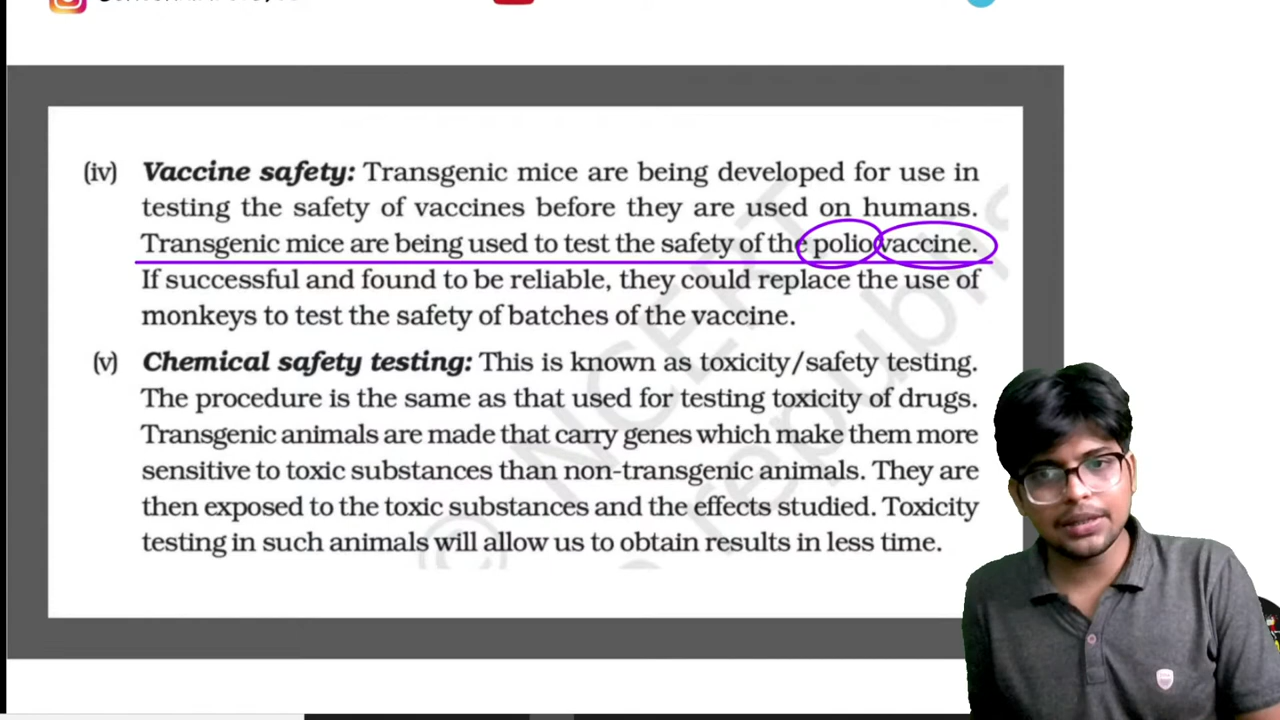 (iv) Vaccine safety: Transgenic mice are being developed for use in
testing the safety of vaccines before they are used on humans.
Transgenic mice are being used to test the safety of the polio vaccine.
If successful and found to be reliable, they could replace the use of
monkeys to test the safety of batches of the vaccine.
(v) Chemical safety testing: This is known as toxicity/safety testing.
The procedure is the same as that used for testing toxicity of drugs.
Transgenic animals are made that carry genes which make them more
sensitive to toxic substances than non-transgenic animals. They are
then exposed to the toxic substances and the effects studied. Toxicity
testing in such animals will allow us to obtain results in less time.
© NCERT